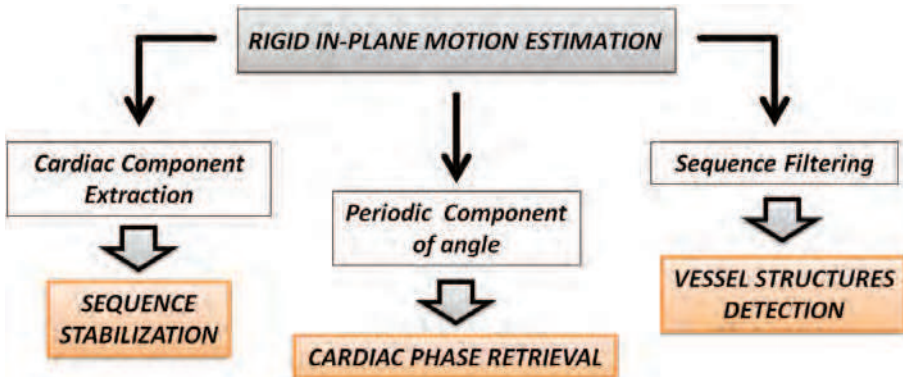 RIGID IN-PLANE MOTION ESTIMATION
Cardiac Component
Extraction
Periodic Component
of angle
Sequence Filtering
SEQUENCE
STABILIZATION
CARDIAC PHASE RETRIEVAL
VESSEL STRUCTURES
DETECTION